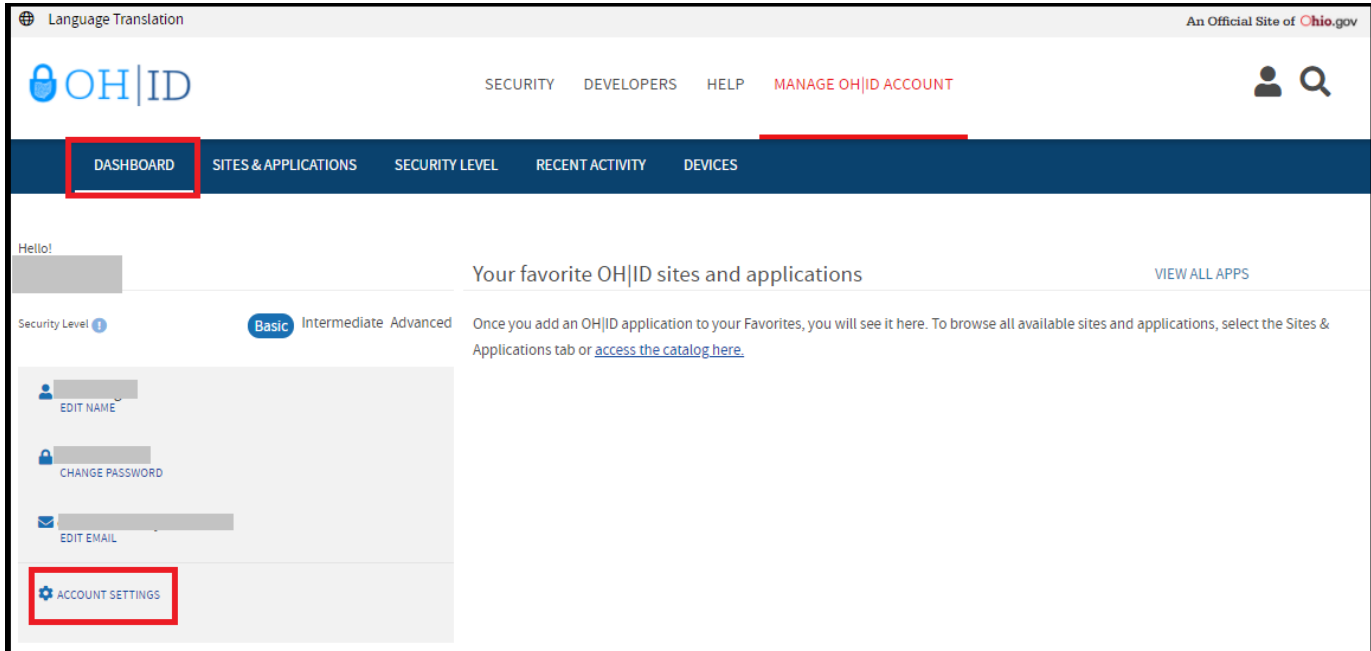 Language Translation
An Official Site of Ohio.gov
OH|ID
SECURITY DEVELOPERS HELP MANAGE OH|ID ACCOUNT
DASHBOARD SITES & APPLICATIONS SECURITY LEVEL RECENT ACTIVITY DEVICES
Hello!
Your favorite OH|ID sites and applications
VIEW ALL APPS
Security Level
Basic Intermediate Advanced
Once you add an OH|ID application to your Favorites, you will see it here. To browse all available sites and applications, select the Sites &
Applications tab or access the catalog here.
EDIT NAME
CHANGE PASSWORD
EDIT EMAIL
ACCOUNT SETTINGS